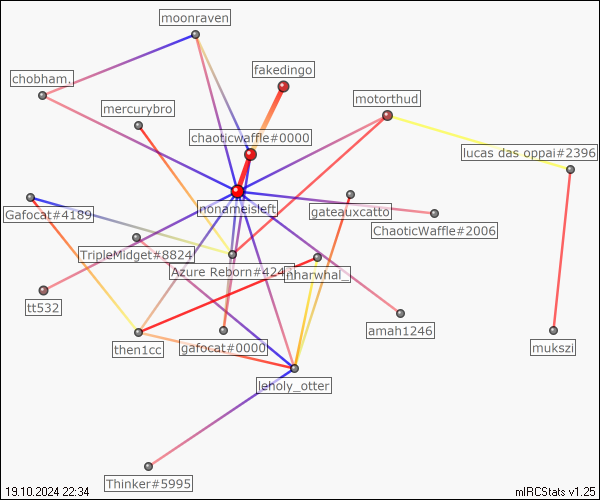 moonraven
fakedingo
chobham.
motorthud
mercurybro
chaoticwaffle#0000
lucas das oppai#2396
nonameisleft
gateauxcatto
Gafocat#4189
ChaoticWaffle#2006
TripleMidget#8824
Azure Reborn#424
nharwhal_
tt532
amah1246
then1cc
gafocat#0000
mukszi
leholy_otter
Thinker#5995
19.10.2024 22:34
mIRCStats v1.25